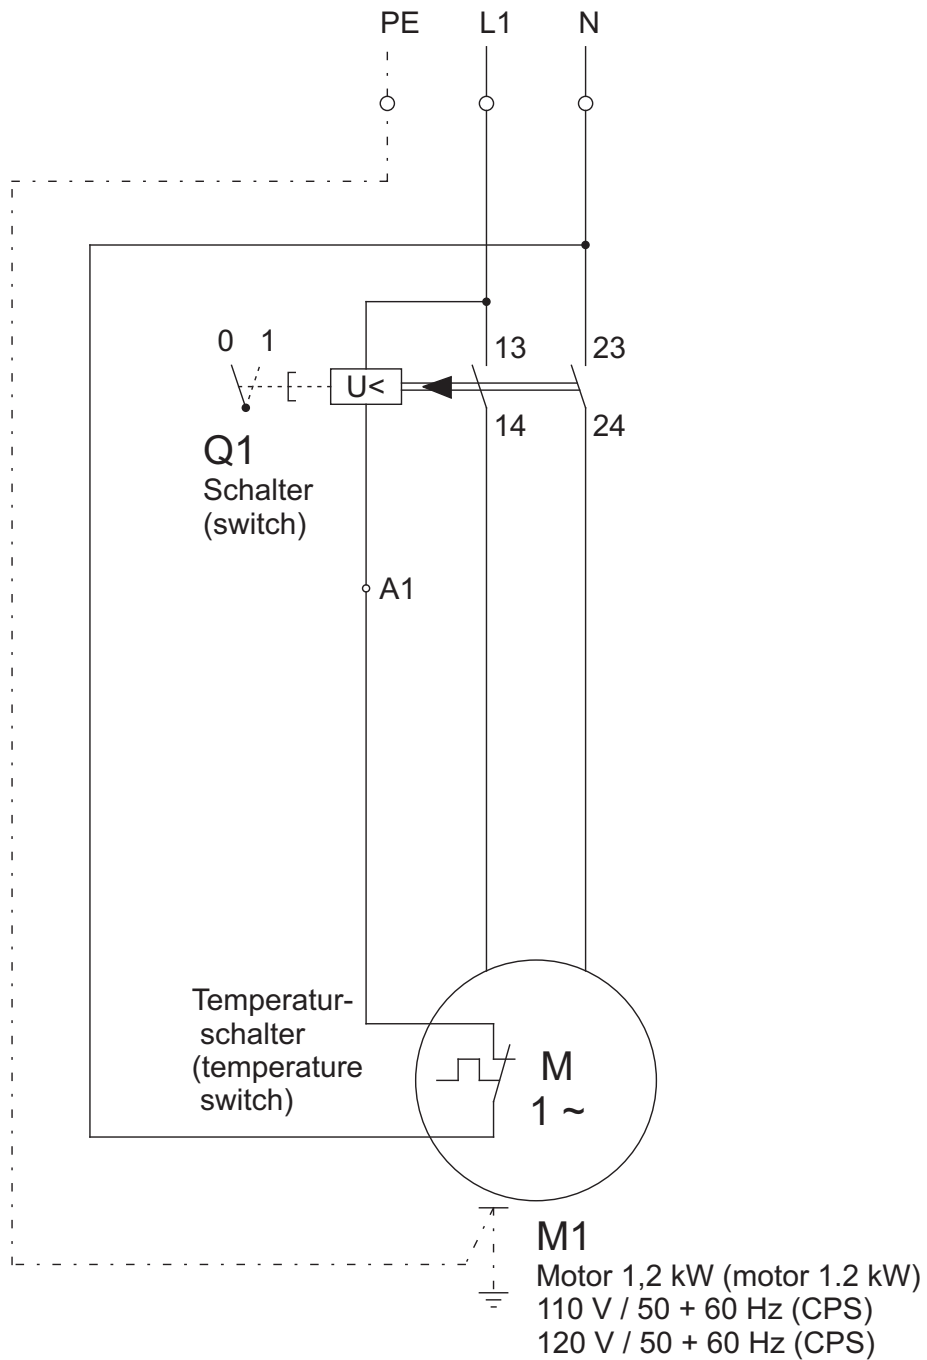 PE L1 N
0 1
13 23
U<
14 24
Q1
Schalter
(switch)
A1
Temperatur-
schalter
(temperature
switch)
M
1 ~
M1
Motor 1,2 kW (motor 1.2 kW)
110 V / 50 + 60 Hz (CPS)
120 V / 50 + 60 Hz (CPS)